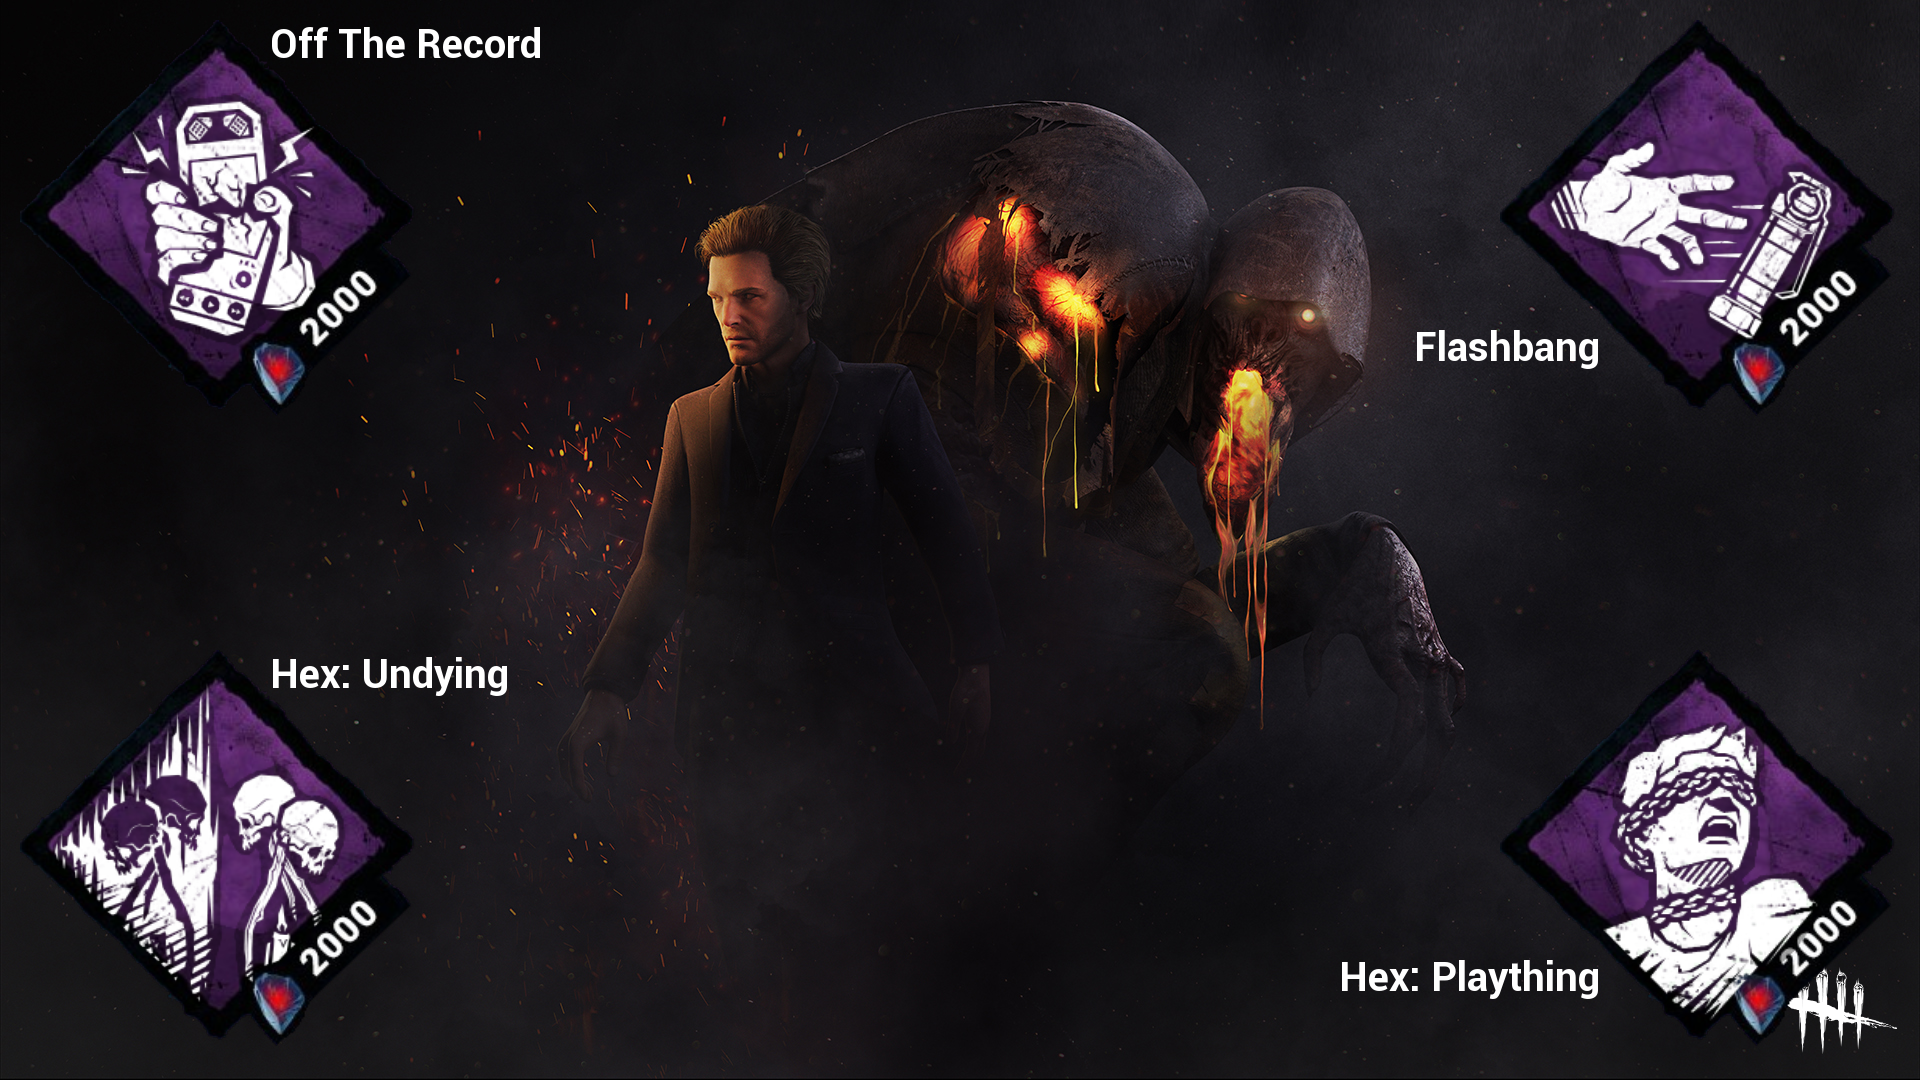 Off The Record
2000
Flashbang
2000
Hex: Undying
2000
Hex: Plaything
2000